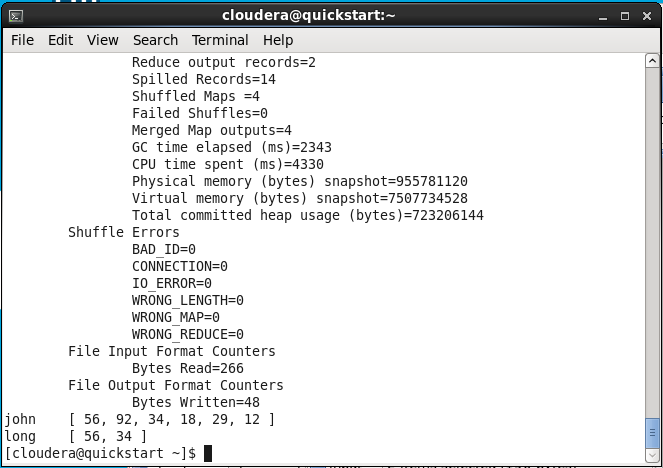 cloudera@quickstart:~
File Edit View Search Terminal Help
Reduce output records=2
Spilled Records=14
Shuffled Maps =4
Failed Shuffles=0
Merged Map outputs=4
GC time elapsed (ms)=2343
CPU time spent (ms)=4330
Physical memory (bytes) snapshot=955781120
Virtual memory (bytes) snapshot=7507734528
Total committed heap usage (bytes)=723206144
Shuffle Errors
BAD_ID=0
CONNECTION=0
IO_ERROR=0
WRONG_LENGTH=0
WRONG_MAP=0
WRONG_REDUCE=0
File Input Format Counters
Bytes Read=266
File Output Format Counters
Bytes Written=48
john [ 56, 92, 34, 18, 29, 12 ]
long [ 56, 34 ]
[cloudera@quickstart ~]$